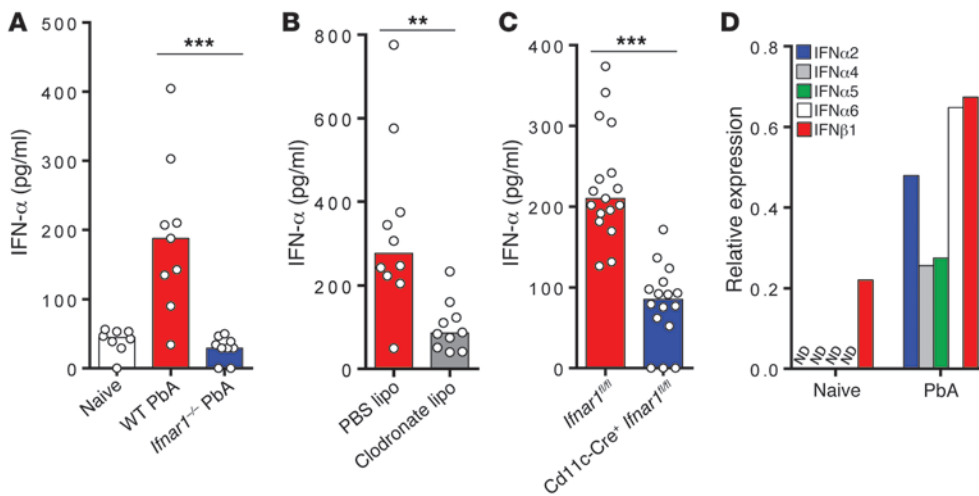 A
IFN-α (pg/ml)
500
400
300
200
100
0
***
Naive
WT PbA
Ifnar1–/– PbA
B
IFN-α (pg/ml)
800
600
400
200
0
**
PBS lipo
Clodronate lipo
C
IFN-α (pg/ml)
400
300
200
100
0
***
Ifnar1fl/fl
Cd11c-Cre+ Ifnar1fl/fl
D
Relative expression
0.8
0.6
0.4
0.2
0.0
IFNα2
IFNα4
IFNα5
IFNα6
IFNβ1
ND ND ND ND
Naive
PbA